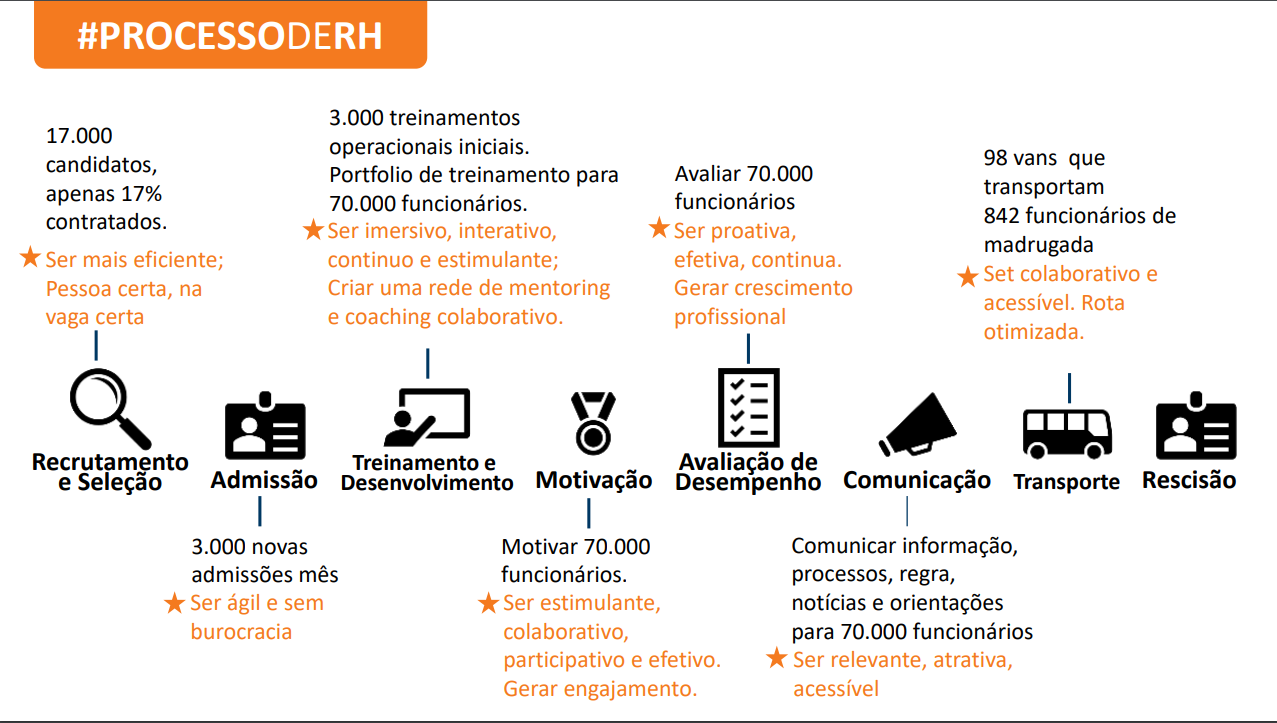 #PROCESSODERH
17.000
candidatos,
apenas 17%
contratados.
Ser mais eficiente;
Pessoa certa, na
vaga certa
Recrutamento
e Seleção
Admissão
3.000 novas
admissões mês
Ser ágil e sem
burocracia
3.000 treinamentos
operacionais iniciais.
Portfolio de treinamento para
70.000 funcionários.
Ser imersivo, interativo,
continuo e estimulante;
Criar uma rede de mentoring
e coaching colaborativo.
Treinamento e
Desenvolvimento
Motivação
Motivar 70.000
funcionários.
Ser estimulante,
colaborativo,
participativo e efetivo.
Gerar engajamento.
Avaliar 70.000
funcionários
Ser proativa,
efetiva, continua.
Gerar crescimento
profissional
Avaliação de
Desempenho
Comunicação
Comunicar informação,
processos, regra,
notícias e orientações
para 70.000 funcionários
Ser relevante, atrativa,
acessível
98 vans que
transportam
842 funcionários de
madrugada
Set colaborativo e
acessível. Rota
otimizada.
Transporte
Rescisão